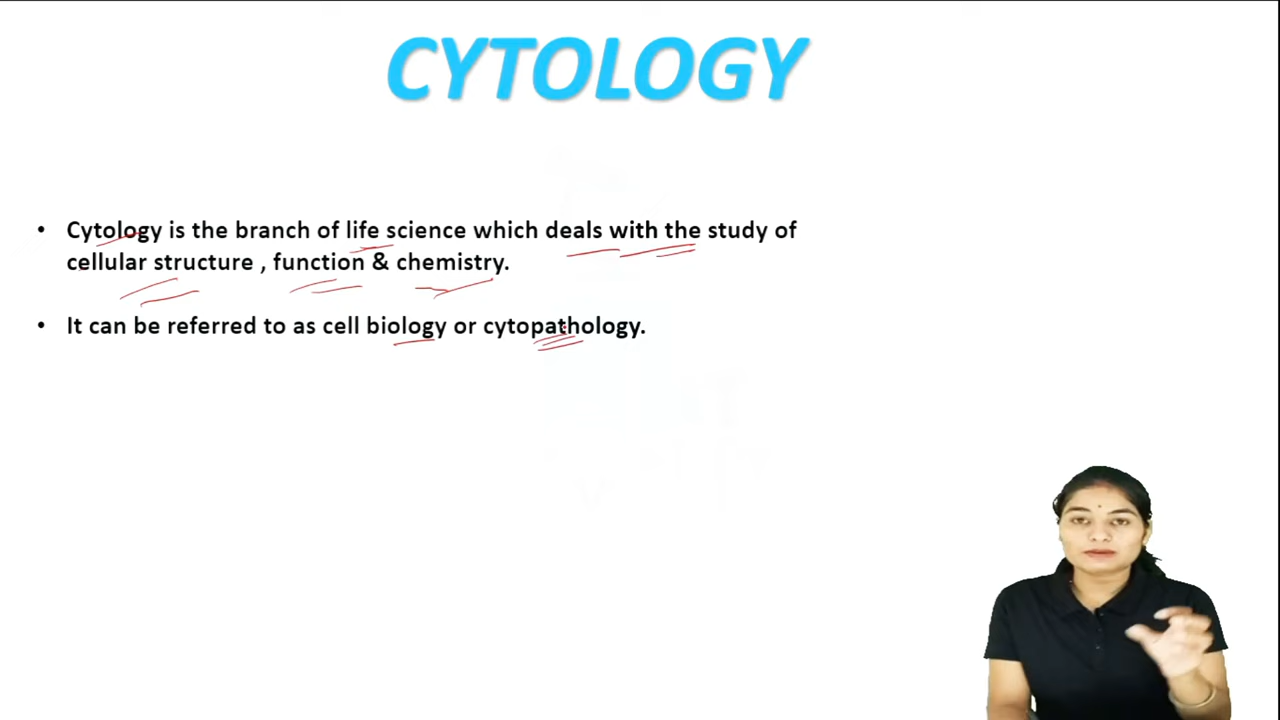 CYTOLOGY
• Cytology is the branch of life science which deals with the study of
cellular structure , function & chemistry.
• It can be referred to as cell biology or cytopathology.